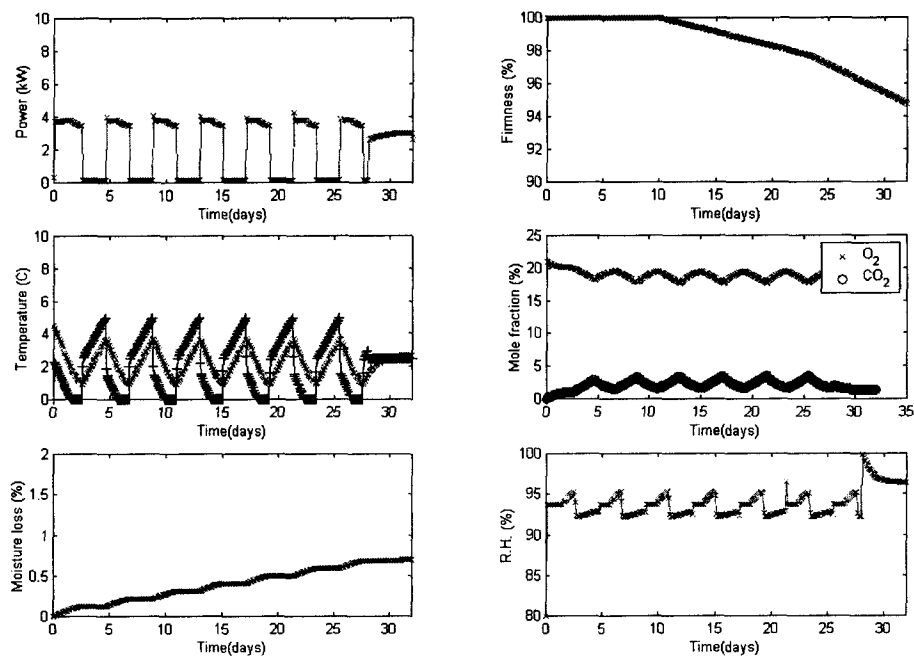 Power (kW)
10
8
6
4
2
0
0 5 10 15 20 25 30
Time(days)
Firmness (%)
100
98
96
94
92
90
0 5 10 15 20 25 30
Time(days)
Temperature (C)
10
8
6
4
2
0
0 5 10 15 20 25 30
Time(days)
Mole fraction (%)
25
20
15
10
5
0
0 5 10 15 20 25 30 35
Time(days)
O2
CO2
Moisture loss (%)
2
1.5
1
0.5
0
0 5 10 15 20 25 30
Time(days)
R.H. (%)
100
95
90
85
80
0 5 10 15 20 25 30
Time(days)